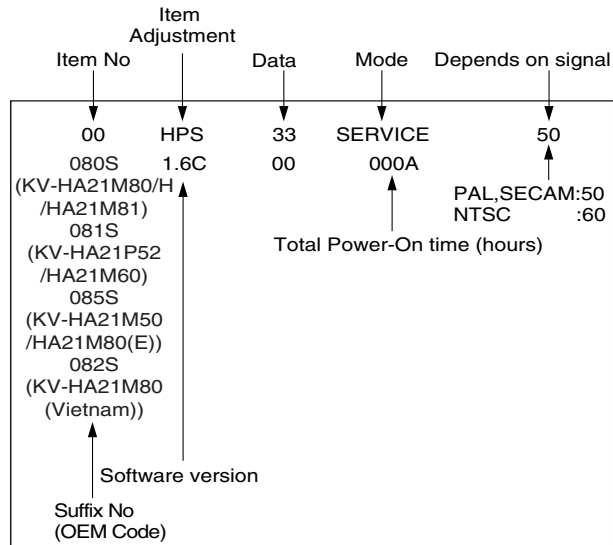 Item
Adjustment
Item No Data Mode Depends on signal
00 HPS 33 SERVICE 50
080S 1.6C 00 000A
(KV-HA21M80/H
/HA21M81)
081S
(KV-HA21P52
/HA21M60)
085S
(KV-HA21M50
/HA21M80(E))
082S
(KV-HA21M80
(Vietnam))
PAL,SECAM:50
NTSC :60
Total Power-On time (hours)
Software version
Suffix No
(OEM Code)